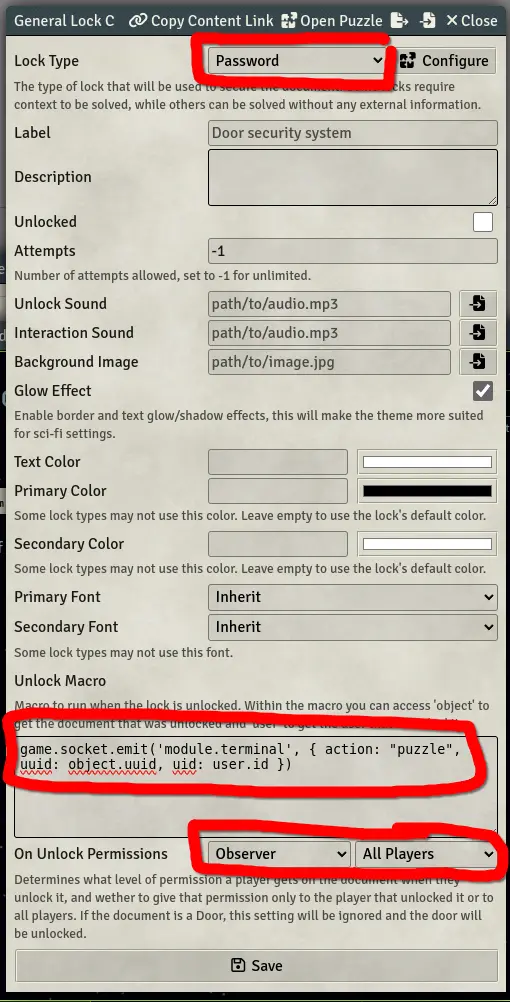 General Lock C Copy Content Link Open Puzzle Close
Lock Type Password Configure
The type of lock that will be used to secure the
context to be solved, while others can be solved without any external information.
Label Door security system
Description
Unlocked
Attempts -1
Number of attempts allowed, set to -1 for unlimited.
Unlock Sound path/to/audio.mp3
Interaction Sound path/to/audio.mp3
Background Image path/to/image.jpg
Glow Effect
Enable border and text glow/shadow effects, this will make the theme more suited
for sci-fi settings.
Text Color
Primary Color
Some lock types may not use this color. Leave empty to use the lock's default color.
Secondary Color
Some lock types may not use this color. Leave empty to use the lock's default color.
Primary Font Inherit
Secondary Font Inherit
Some lock types may not use this font.
Unlock Macro
Macro to run when the lock is unlocked. Within the macro you can access 'object' to
get the document that was unlocked and 'user' to get the user
game.socket.emit('module.terminal', { action: "puzzle",
uuid: object.uuid, uid: user.id })
On Unlock Permissions Observer All Players
Determines what level of permission a player gets on the document when they
unlock it, and wether to give that permission only to the player that unlocked it or to
all players. If the document is a Door, this setting will be ignored and the door will
be unlocked.
Save